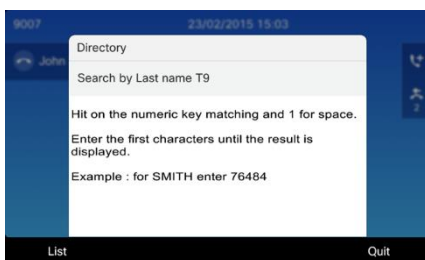 9007 23/02/2015 15:03
Directory
John
Search by Last name T9
2
Hit on the numeric key matching and 1 for space.
Enter the first characters until the result is
displayed.
Example : for SMITH enter 76484
List Quit